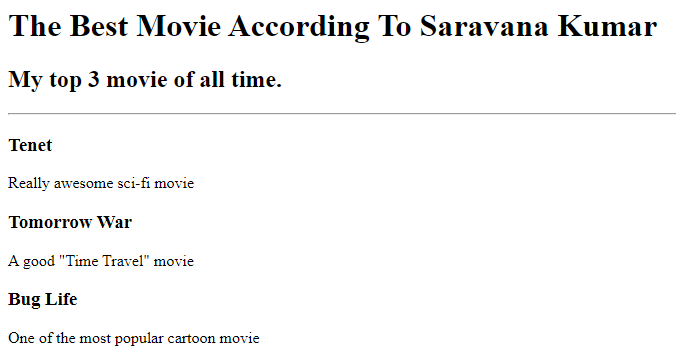 The Best Movie According To Saravana Kumar
My top 3 movie of all time.
Tenet
Really awesome sci-fi movie
Tomorrow War
A good "Time Travel" movie
Bug Life
One of the most popular cartoon movie